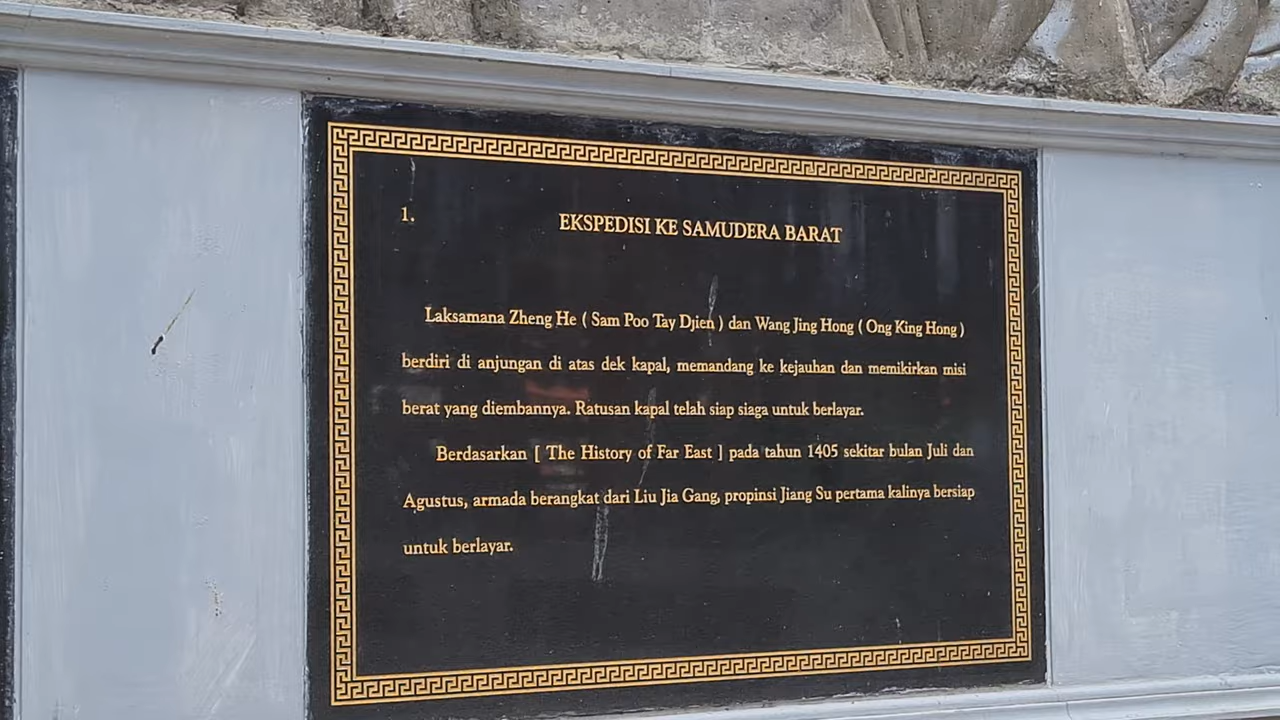 1. EKSPEDISI KE SAMUDERA BARAT
Laksamana Zheng He ( Sam Poo Tay Djien ) dan Wang Jing Hong ( Ong King Hong )
berdiri di anjungan di atas dek kapal, memandang ke kejauhan dan memikirkan misi
berat yang diembannya. Ratusan kapal telah siap siaga untuk berlayar.
Berdasarkan [ The History of Far East ] pada tahun 1405 sekitar bulan Juli dan
Agustus, armada berangkat dari Liu Jia Gang, propinsi Jiang Su pertama kalinya bersiap
untuk berlayar.